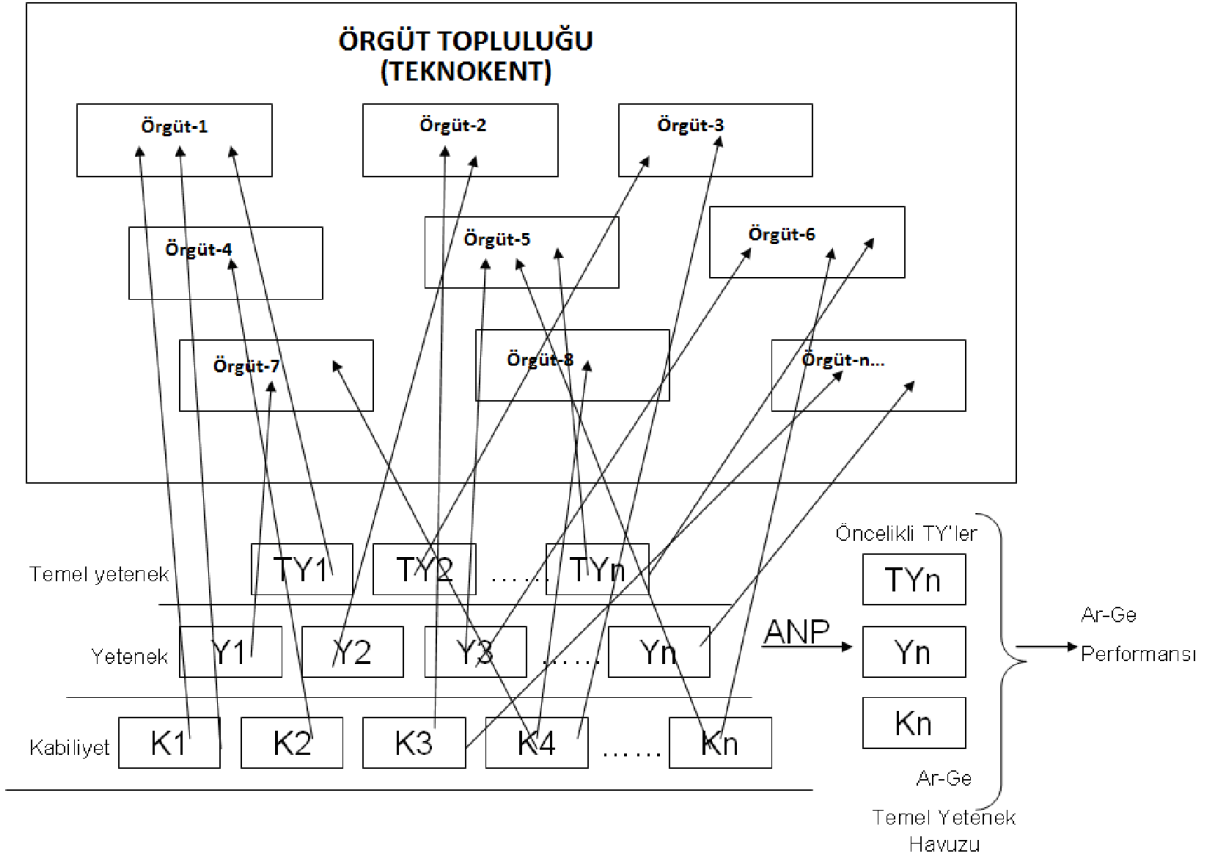 ÖRGÜT TOPLULUĞU
(TEKNOKENT)
Örgüt-1
Örgüt-2
Örgüt-3
Örgüt-4
Örgüt-5
Örgüt-6
Örgüt-7
Örgüt-8
Örgüt-n...
Temel yetenek
TY1
TY2
......
TYn
Yetenek
Y1
Y2
Y3
......
Yn
Kabiliyet
K1
K2
K3
K4
......
Kn
ANP
Öncelikli TY'ler
TYn
Yn
Kn
Ar-Ge
Temel Yetenek
Havuzu
Ar-Ge
Performansı